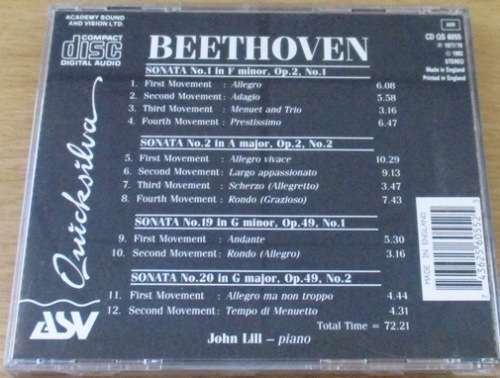 ACADEMY SOUND
AND VISION LTD.
COMPACT
disc
DIGITAL AUDIO
BEETHOVEN
CD QS 6055
STEREO
Made in England
Printed in England
SONATA No.1 in F minor, Op.2, No.1
1. First Movement : Allegro 6.08
2. Second Movement : Adagio 5.58
3. Third Movement : Menuet and Trio 3.16
4. Fourth Movement : Prestissimo 6.47
SONATA No.2 in A major, Op.2, No.2
5. First Movement : Allegro vivace 10.29
6. Second Movement : Largo appassionato 9.13
7. Third Movement : Scherzo (Allegretto) 3.47
8. Fourth Movement : Rondo (Grazioso) 7.43
SONATA No.19 in G minor, Op.49, No.1
9. First Movement : Andante 5.30
10. Second Movement : Rondo (Allegro) 3.16
SONATA No.20 in G major, Op.49, No.2
11. First Movement : Allegro ma non troppo 4.44
12. Second Movement : Tempo di Menuetto 4.31
Total Time = 72.21
John Lill – piano
Quicksilva
ASV
MADE IN ENGLAND